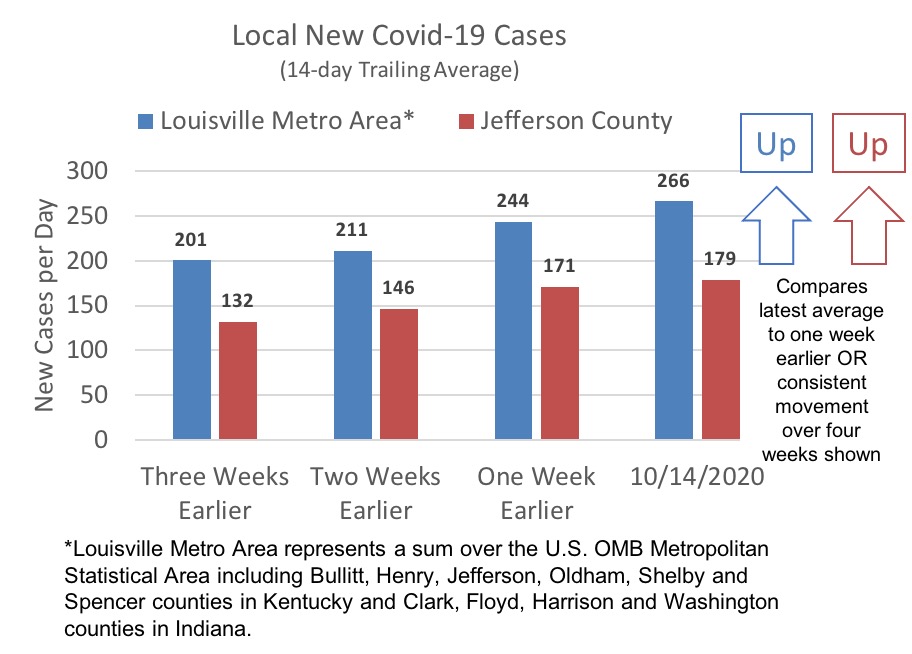 Local New Covid-19 Cases
(14-day Trailing Average)
Louisville Metro Area* Jefferson County
Up Up
New Cases per Day
300
250
200
150
100
50
0
201
132
211
146
244
171
266
179
Three Weeks
Earlier
Two Weeks
Earlier
One Week
Earlier
10/14/2020
Compares
latest average
to one week
earlier OR
consistent
movement
over four
weeks shown
*Louisville Metro Area represents a sum over the U.S. OMB Metropolitan
Statistical Area including Bullitt, Henry, Jefferson, Oldham, Shelby and
Spencer counties in Kentucky and Clark, Floyd, Harrison and Washington
counties in Indiana.